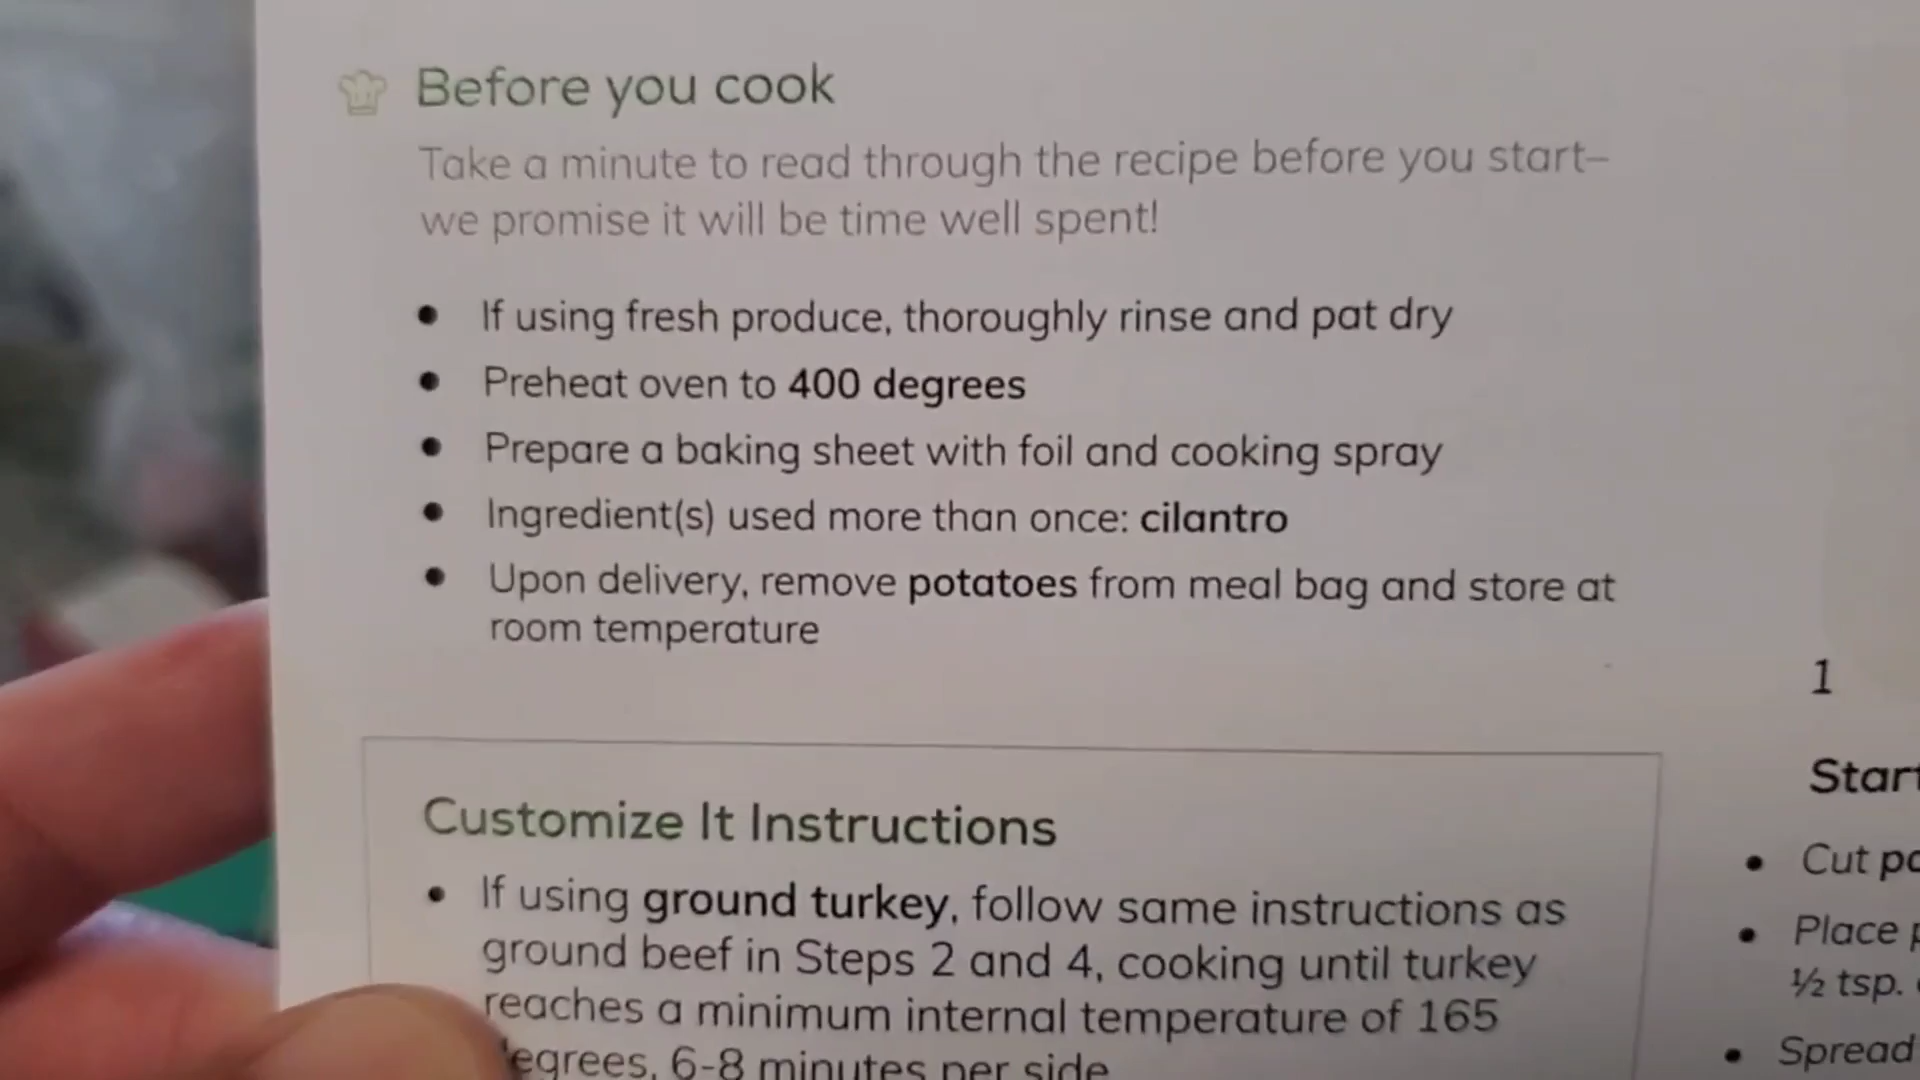 Before you cook
Take a minute to read through the recipe before you start–
we promise it will be time well spent!
• If using fresh produce, thoroughly rinse and pat dry
• Preheat oven to 400 degrees
• Prepare a baking sheet with foil and cooking spray
• Ingredient(s) used more than once: cilantro
• Upon delivery, remove potatoes from meal bag and store at
room temperature
Customize It Instructions
• If using ground turkey, follow same instructions as
ground beef in Steps 2 and 4, cooking until turkey
reaches a minimum internal temperature of 165
egrees, 6-8 minutes per side
1
Start
• Cut
• Place
½ tsp.
• Spread